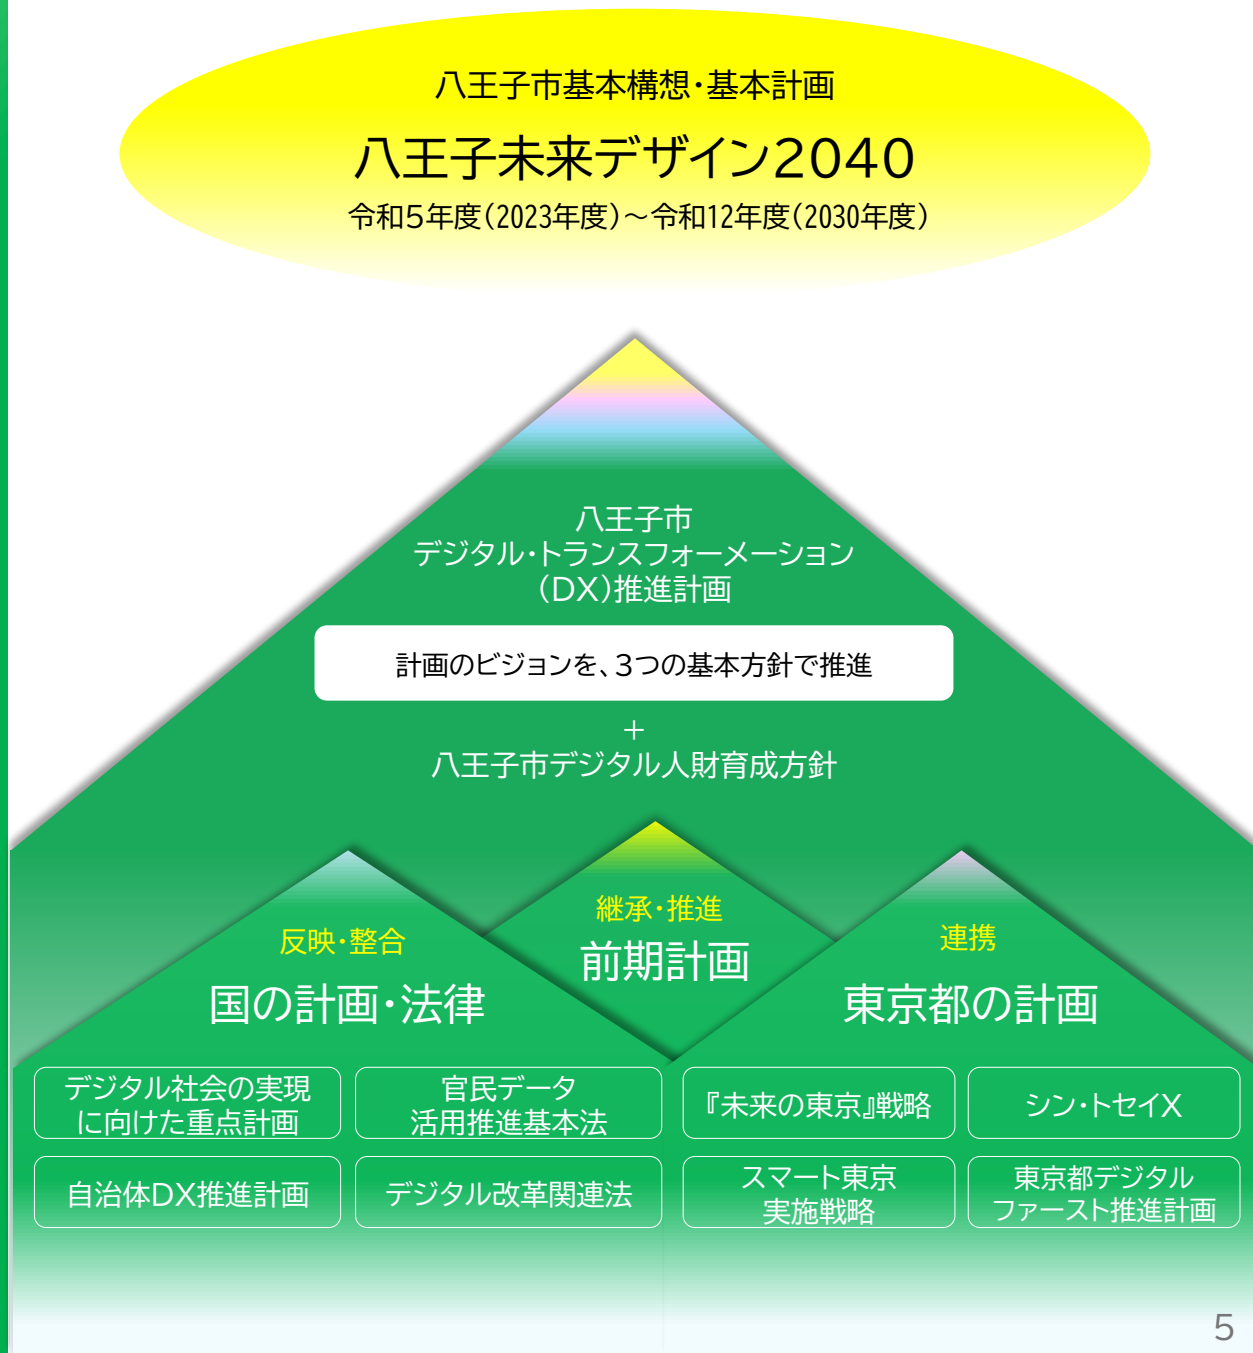 八王子市基本構想・基本計画
八王子未来デザイン2040
令和5年度（2023年度）～令和12年度（2030年度）
八王子市
デジタル・トランスフォーメーション
（DX）推進計画
計画のビジョンを、3つの基本方針で推進
＋
八王子市デジタル人財育成方針
継承・推進
前期計画
反映・整合
国の計画・法律
連携
東京都の計画
デジタル社会の実現
に向けた重点計画
官民データ
活用推進基本法
『未来の東京』戦略
シン・トセイX
自治体DX推進計画
デジタル改革関連法
スマート東京
実施戦略
東京都デジタル
ファースト推進計画
5